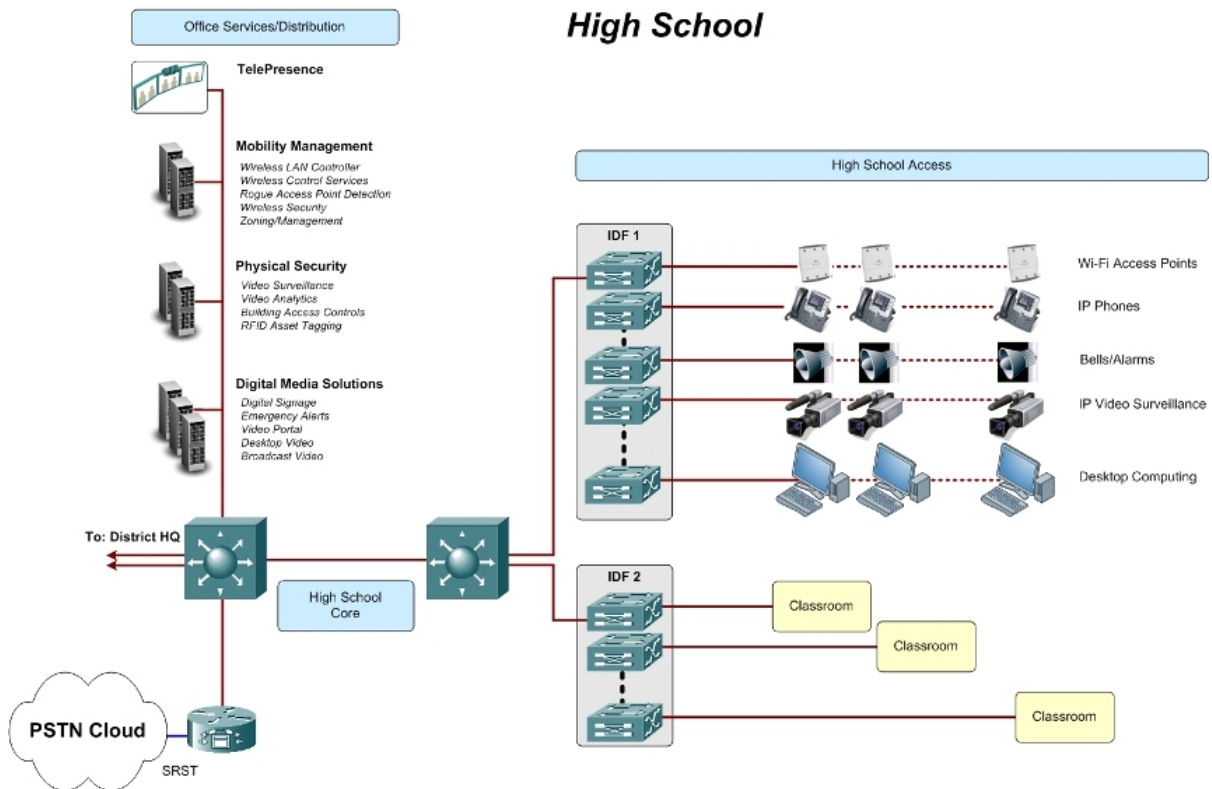 High School
Office Services/Distribution
TelePresence
Mobility Management
Wireless LAN Controller
Wireless Control Services
Rogue Access Point Detection
Wireless Security
Zoning/Management
Physical Security
Video Surveillance
Video Analytics
Building Access Controls
RFID Asset Tagging
Digital Media Solutions
Digital Signage
Emergency Alerts
Video Portal
Desktop Video
Broadcast Video
To: District HQ
High School
Core
PSTN Cloud
SRST
High School Access
IDF 1
Wi-Fi Access Points
IP Phones
Bells/Alarms
IP Video Surveillance
Desktop Computing
IDF 2
Classroom
Classroom
Classroom